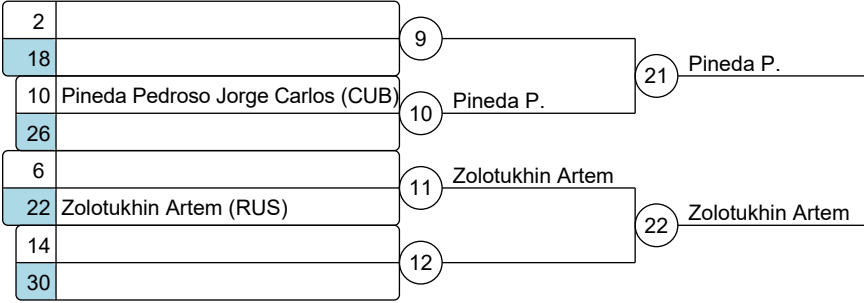 2
9
18
Pineda P.
21
10 Pineda Pedroso Jorge Carlos (CUB)
Pineda P.
10
26
6
Zolotukhin Artem
11
22 Zolotukhin Artem (RUS)
Zolotukhin Artem
22
14
12
30